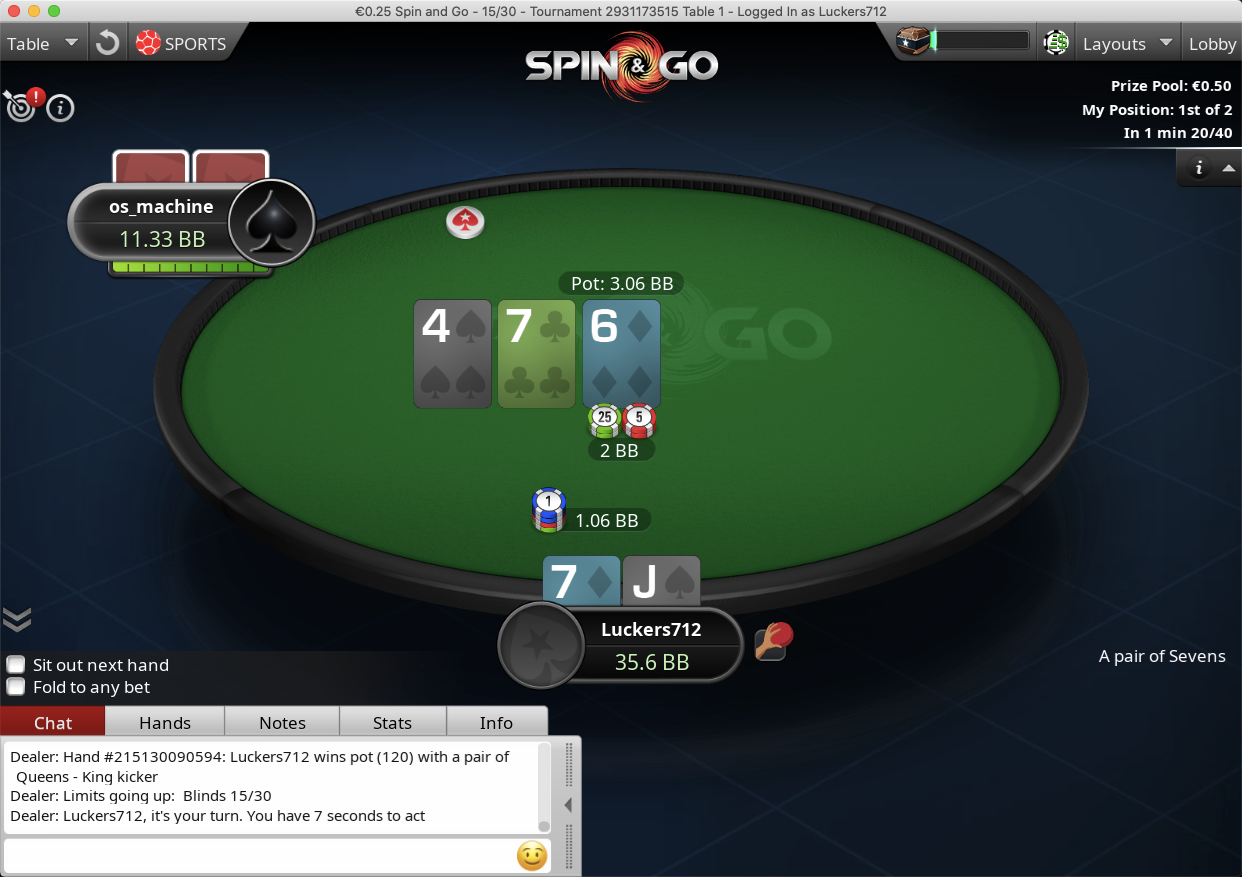 €0.25 Spin and Go - 15/30 - Tournament 2931173515 Table 1 - Logged In as Luckers712
Table
SPORTS
SPIN&GO
Layouts
Lobby
Prize Pool: €0.50
My Position: 1st of 2
In 1 min 20/40
os_machine
11.33 BB
Pot: 3.06 BB
4 7 6
&GO
25 5
2 BB
1
1.06 BB
7 J
Luckers712
35.6 BB
A pair of Sevens
Sit out next hand
Fold to any bet
Chat
Hands
Notes
Stats
Info
Dealer: Hand #215130090594: Luckers712 wins pot (120) with a pair of
Queens - King kicker
Dealer: Limits going up:  Blinds 15/30
Dealer: Luckers712, it's your turn. You have 7 seconds to act